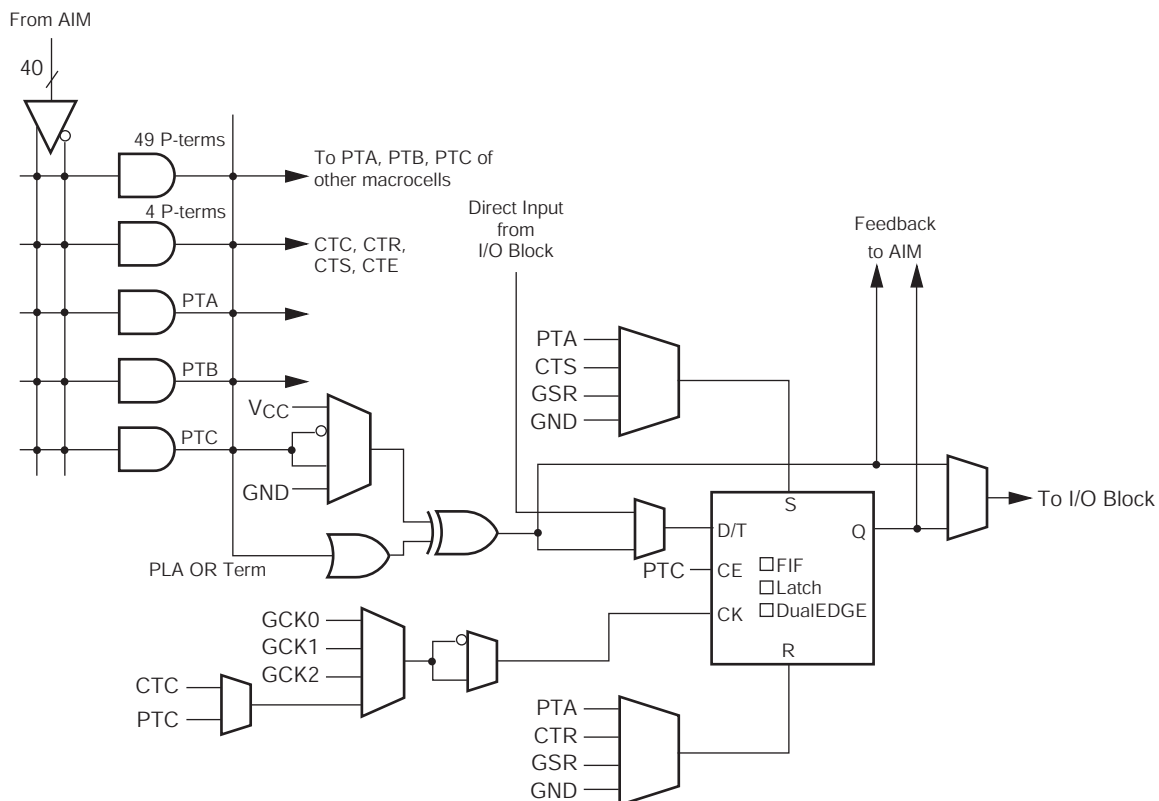 From AIM
40
49 P-terms
To PTA, PTB, PTC of
other macrocells
4 P-terms
CTC, CTR,
CTS, CTE
Direct Input
from
I/O Block
Feedback
to AIM
PTA
PTB
PTC
VCC
GND
PTA
CTS
GSR
GND
PLA OR Term
S
D/T
Q
PTC
CE
FIF
Latch
DualEDGE
CK
R
To I/O Block
GCK0
GCK1
GCK2
CTC
PTC
PTA
CTR
GSR
GND